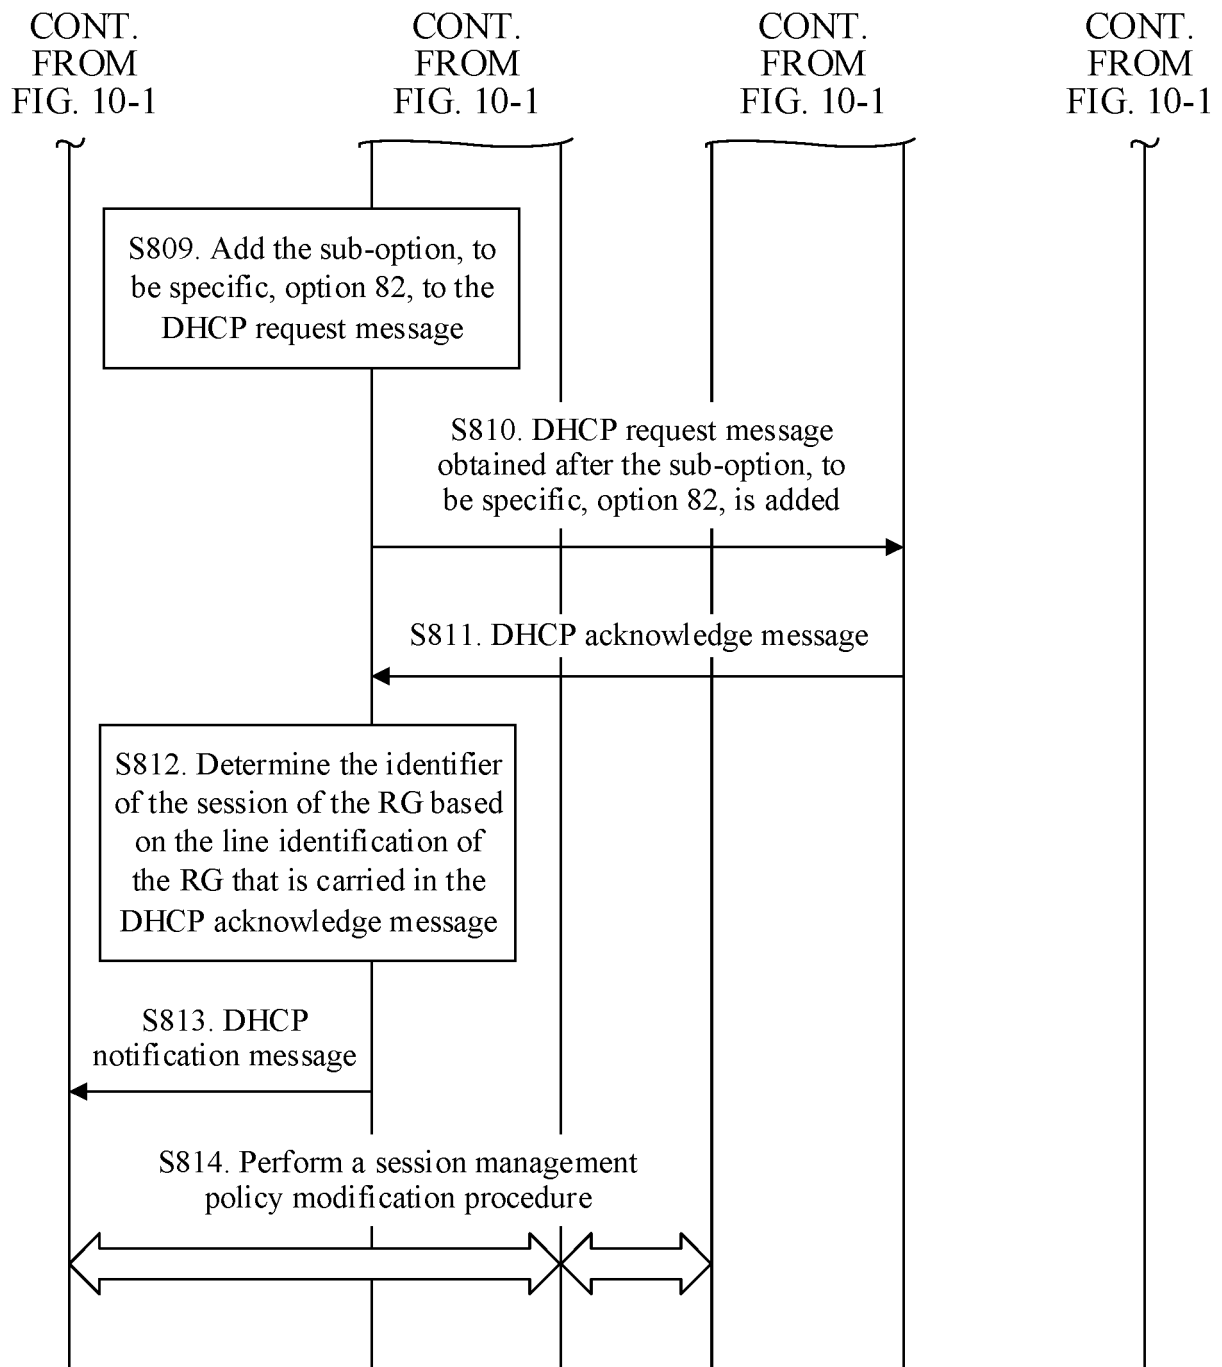 CONT.
FROM
FIG. 10-1
CONT.
FROM
FIG. 10-1
CONT.
FROM
FIG. 10-1
CONT.
FROM
FIG. 10-1
S809. Add the sub-option, to
be specific, option 82, to the
DHCP request message
S810. DHCP request message
obtained after the sub-option, to
be specific, option 82, is added
S811. DHCP acknowledge message
S812. Determine the identifier
of the session of the RG based
on the line identification of
the RG that is carried in the
DHCP acknowledge message
S813. DHCP
notification message
S814. Perform a session management
policy modification procedure